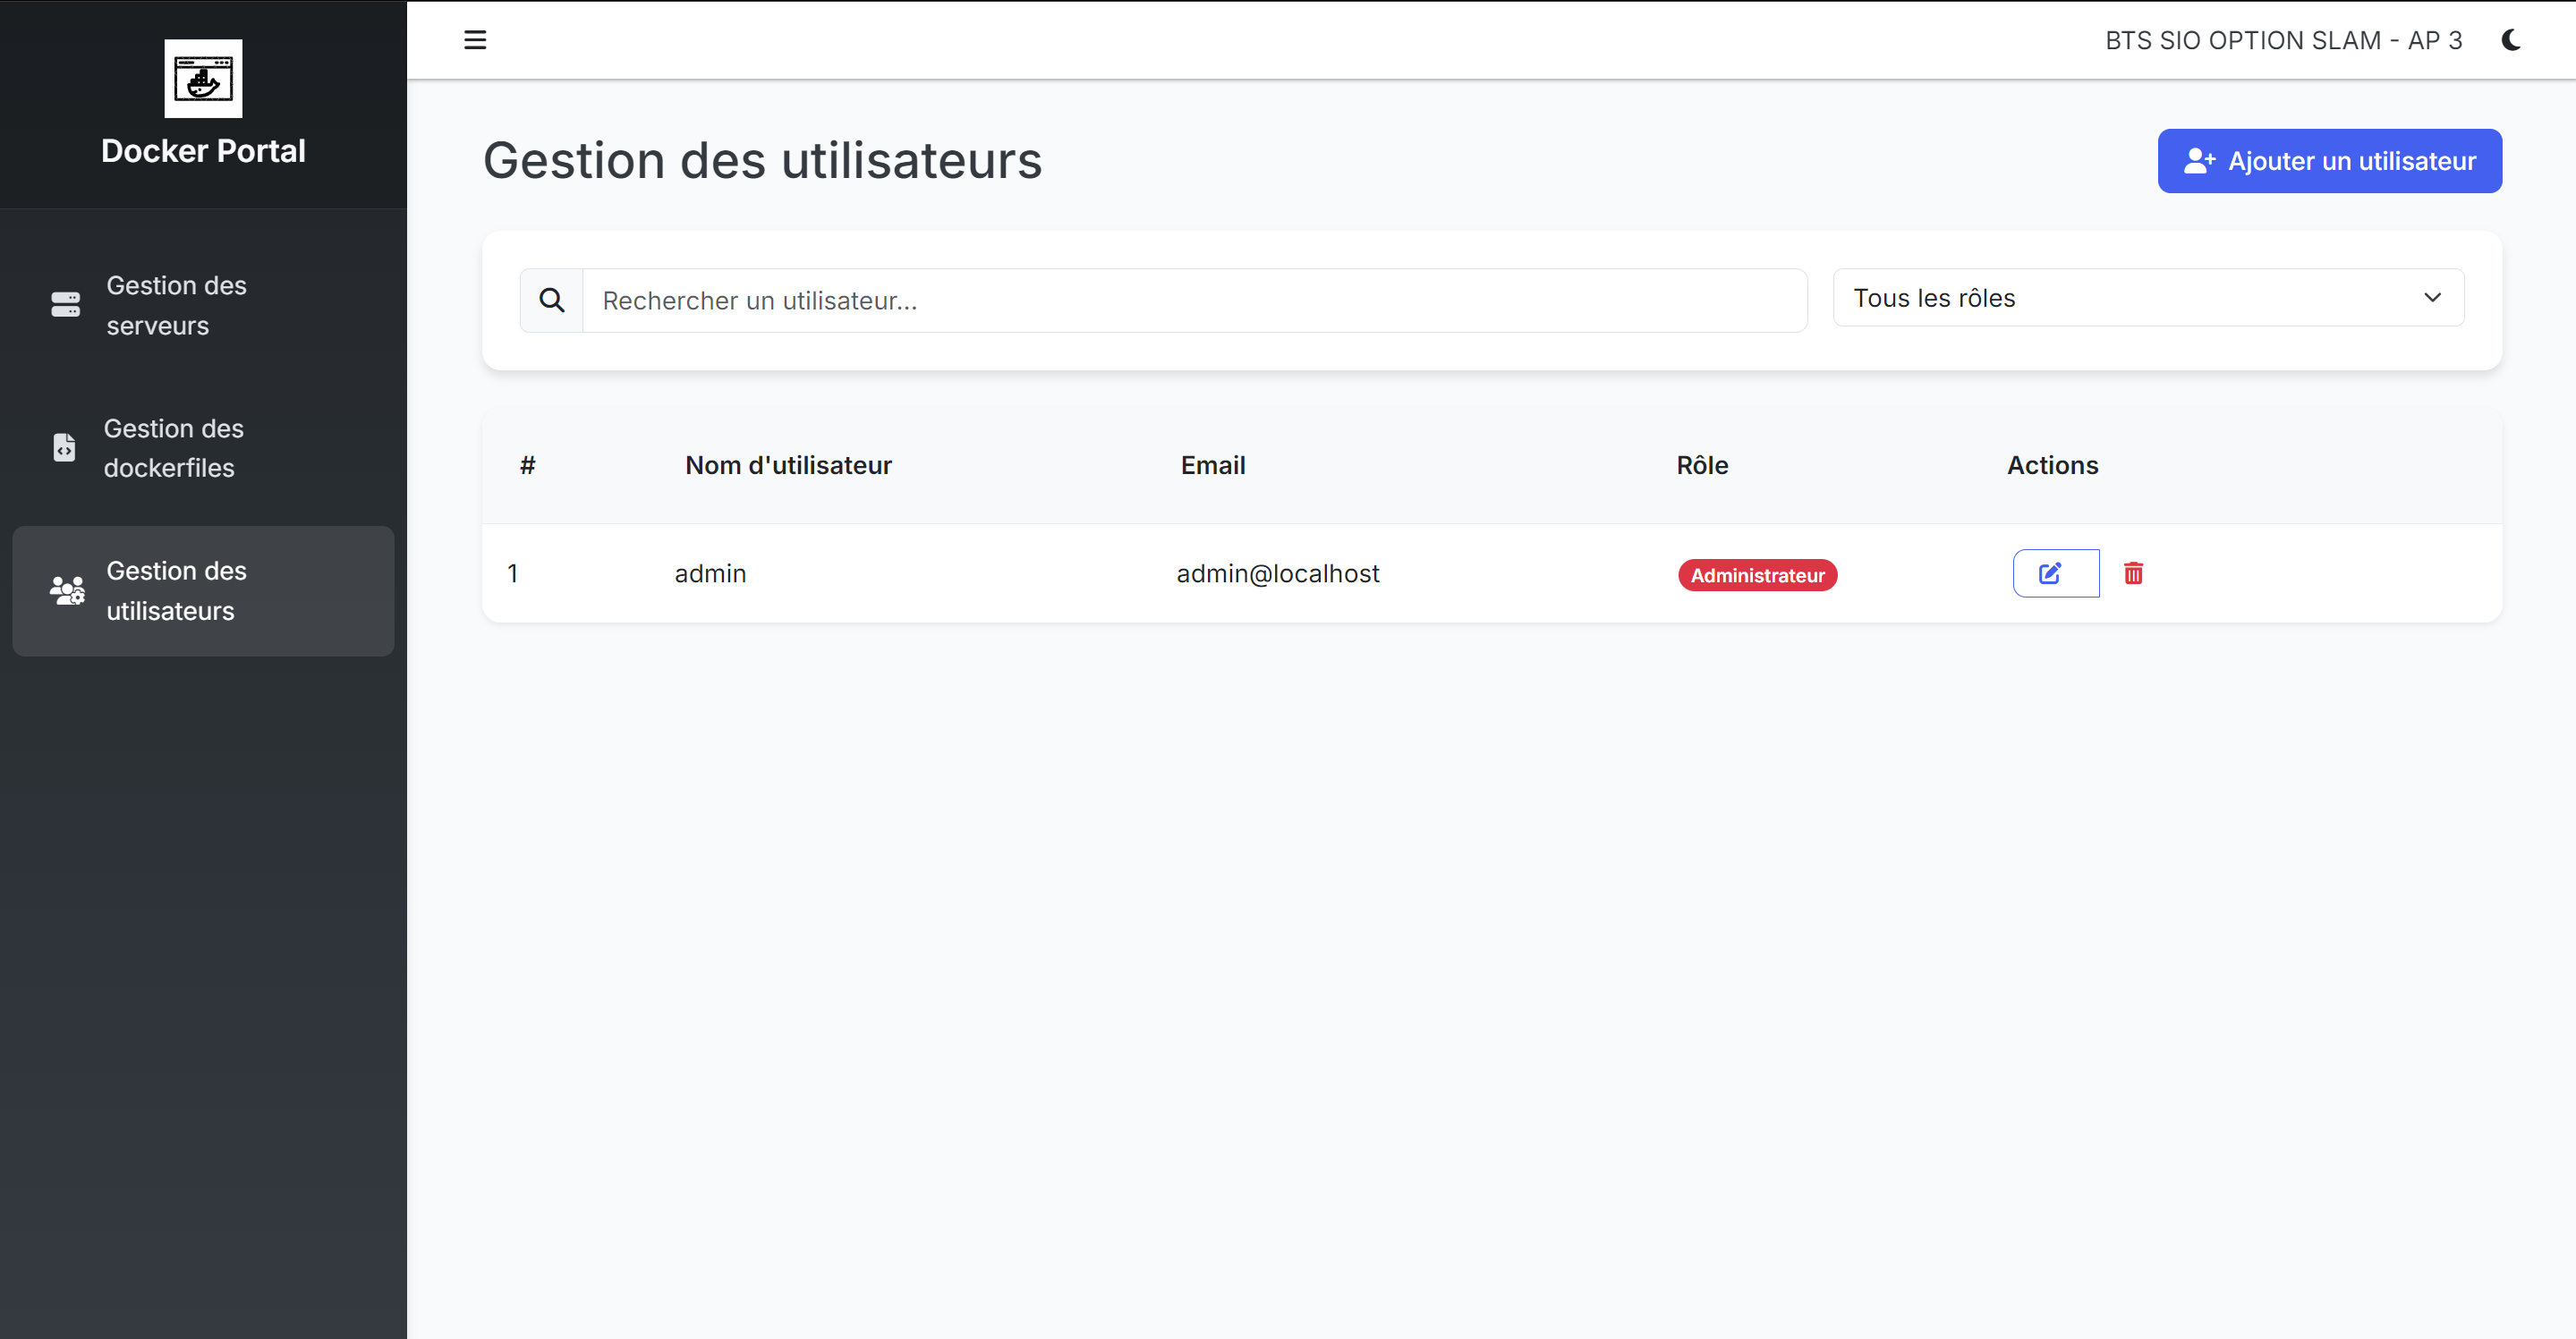 Docker Portal
BTS SIO OPTION SLAM - AP 3
Gestion des
serveurs
Gestion des
dockerfiles
Gestion des
utilisateurs
Gestion des utilisateurs
Ajouter un utilisateur
Rechercher un utilisateur...
Tous les rôles
# Nom d'utilisateur Email Rôle Actions
1 admin admin@localhost Administrateur